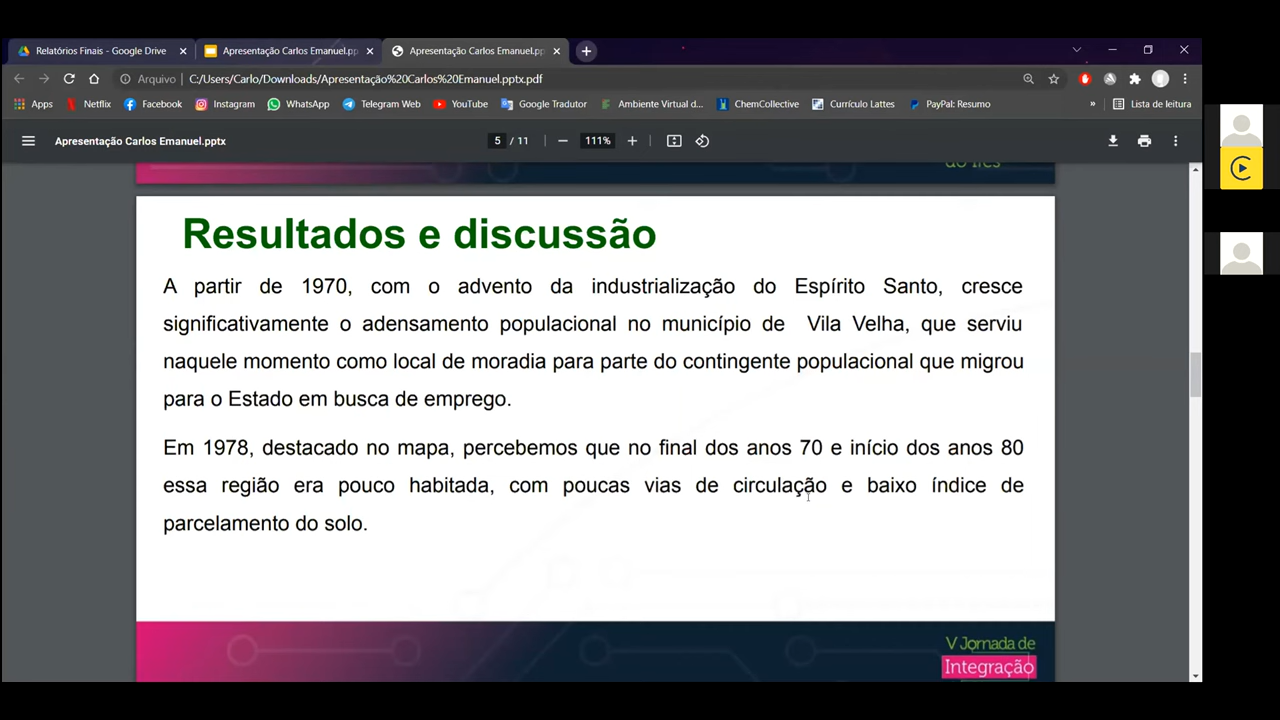 Relatórios Finais - Google Drive
Apresentação Carlos Emanuel.pp
Apresentação Carlos Emanuel.pp
Arquivo
C:/Users/Carlo/Downloads/Apresentação%20Carlos%20Emanuel.pptx.pdf
Apps Netflix Facebook Instagram WhatsApp Telegram Web YouTube Google Tradutor Ambiente Virtual d... ChemCollective Currículo Lattes PayPal: Resumo » Lista de leitura
Apresentação Carlos Emanuel.pptx 5 / 11 111%
do Ifes
Resultados e discussão
A partir de 1970, com o advento da industrialização do Espírito Santo, cresce
significativamente o adensamento populacional no município de Vila Velha, que serviu
naquele momento como local de moradia para parte do contingente populacional que migrou
para o Estado em busca de emprego.
Em 1978, destacado no mapa, percebemos que no final dos anos 70 e início dos anos 80
essa região era pouco habitada, com poucas vias de circulação e baixo índice de
parcelamento do solo.
V Jornada de
Integração